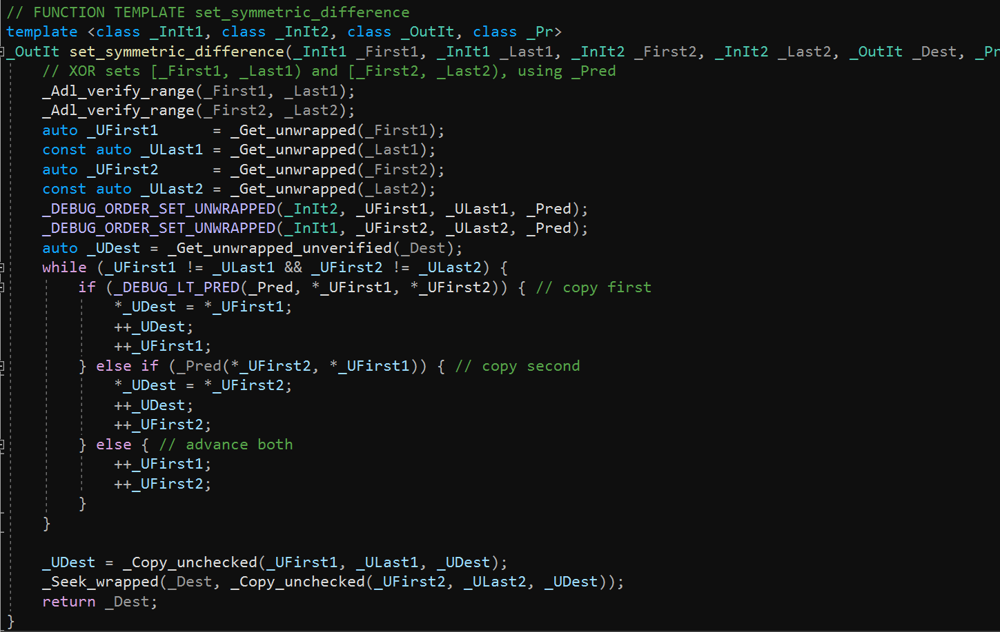 // FUNCTION TEMPLATE set_symmetric_difference
template <class _InIt1, class _InIt2, class _OutIt, class _Pr>
_OutIt set_symmetric_difference(_InIt1 _First1, _InIt1 _Last1, _InIt2 _First2, _InIt2 _Last2, _OutIt _Dest, _Pr
// XOR sets [_First1, _Last1) and [_First2, _Last2), using _Pred
_Adl_verify_range(_First1, _Last1);
_Adl_verify_range(_First2, _Last2);
auto _UFirst1      = _Get_unwrapped(_First1);
const auto _ULast1 = _Get_unwrapped(_Last1);
auto _UFirst2      = _Get_unwrapped(_First2);
const auto _ULast2 = _Get_unwrapped(_Last2);
_DEBUG_ORDER_SET_UNWRAPPED(_InIt2, _UFirst1, _ULast1, _Pred);
_DEBUG_ORDER_SET_UNWRAPPED(_InIt1, _UFirst2, _ULast2, _Pred);
auto _UDest = _Get_unwrapped_unverified(_Dest);
while (_UFirst1 != _ULast1 && _UFirst2 != _ULast2) {
if (_DEBUG_LT_PRED(_Pred, *_UFirst1, *_UFirst2)) { // copy first
*_UDest = *_UFirst1;
++_UDest;
++_UFirst1;
} else if (_Pred(*_UFirst2, *_UFirst1)) { // copy second
*_UDest = *_UFirst2;
++_UDest;
++_UFirst2;
} else { // advance both
++_UFirst1;
++_UFirst2;
}
}
_UDest = _Copy_unchecked(_UFirst1, _ULast1, _UDest);
_Seek_wrapped(_Dest, _Copy_unchecked(_UFirst2, _ULast2, _UDest));
return _Dest;
}